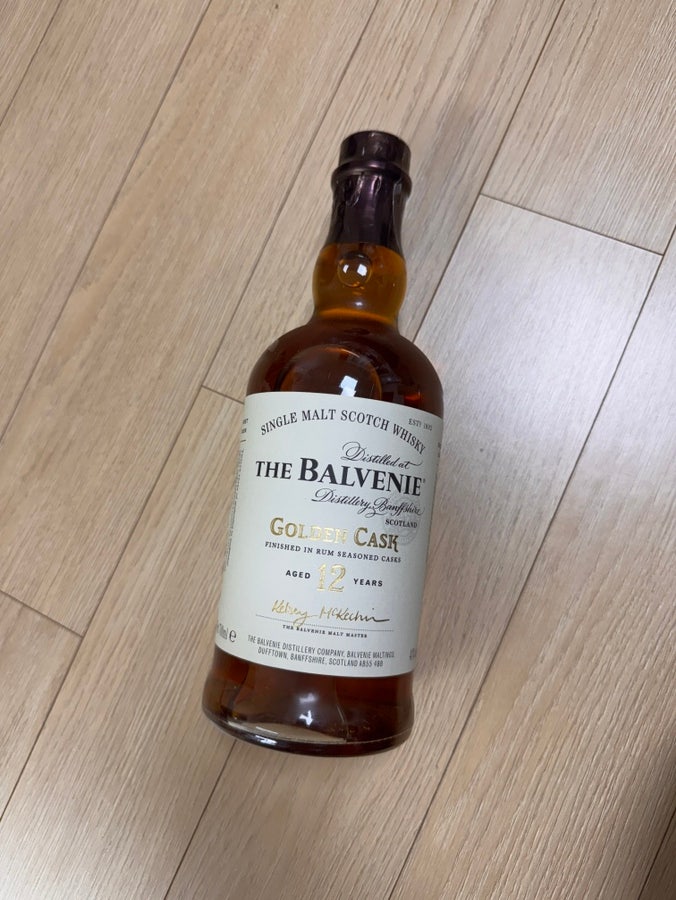 SINGLE MALT SCOTCH WHISKY
ESTD 1892
Distilled at
THE BALVENIE®
Distillery, Banffshire
SCOTLAND
GOLDEN CASK
FINISHED IN RUM SEASONED CASKS
AGED 12 YEARS
Kelsey McKechnie
THE BALVENIE MALT MASTER
THE BALVENIE DISTILLERY COMPANY, BALVENIE MALTINGS,
DUFFTOWN, BANFFSHIRE, SCOTLAND AB55 4BB